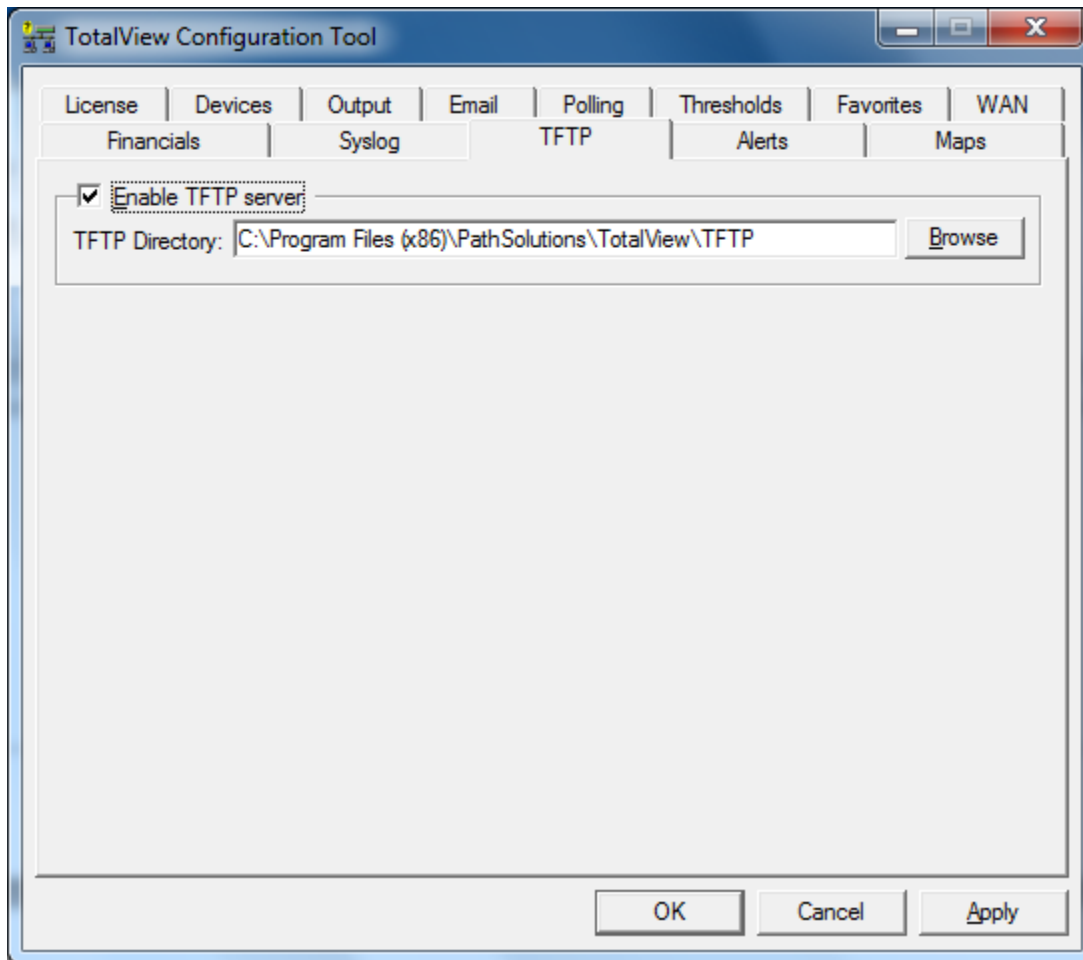 TotalView Configuration Tool
License Devices Output Email Polling Thresholds Favorites WAN
Financials Syslog TFTP Alerts Maps
Enable TFTP server
TFTP Directory: C:\Program Files (x86)\PathSolutions\TotalView\TFTP Browse
OK Cancel Apply